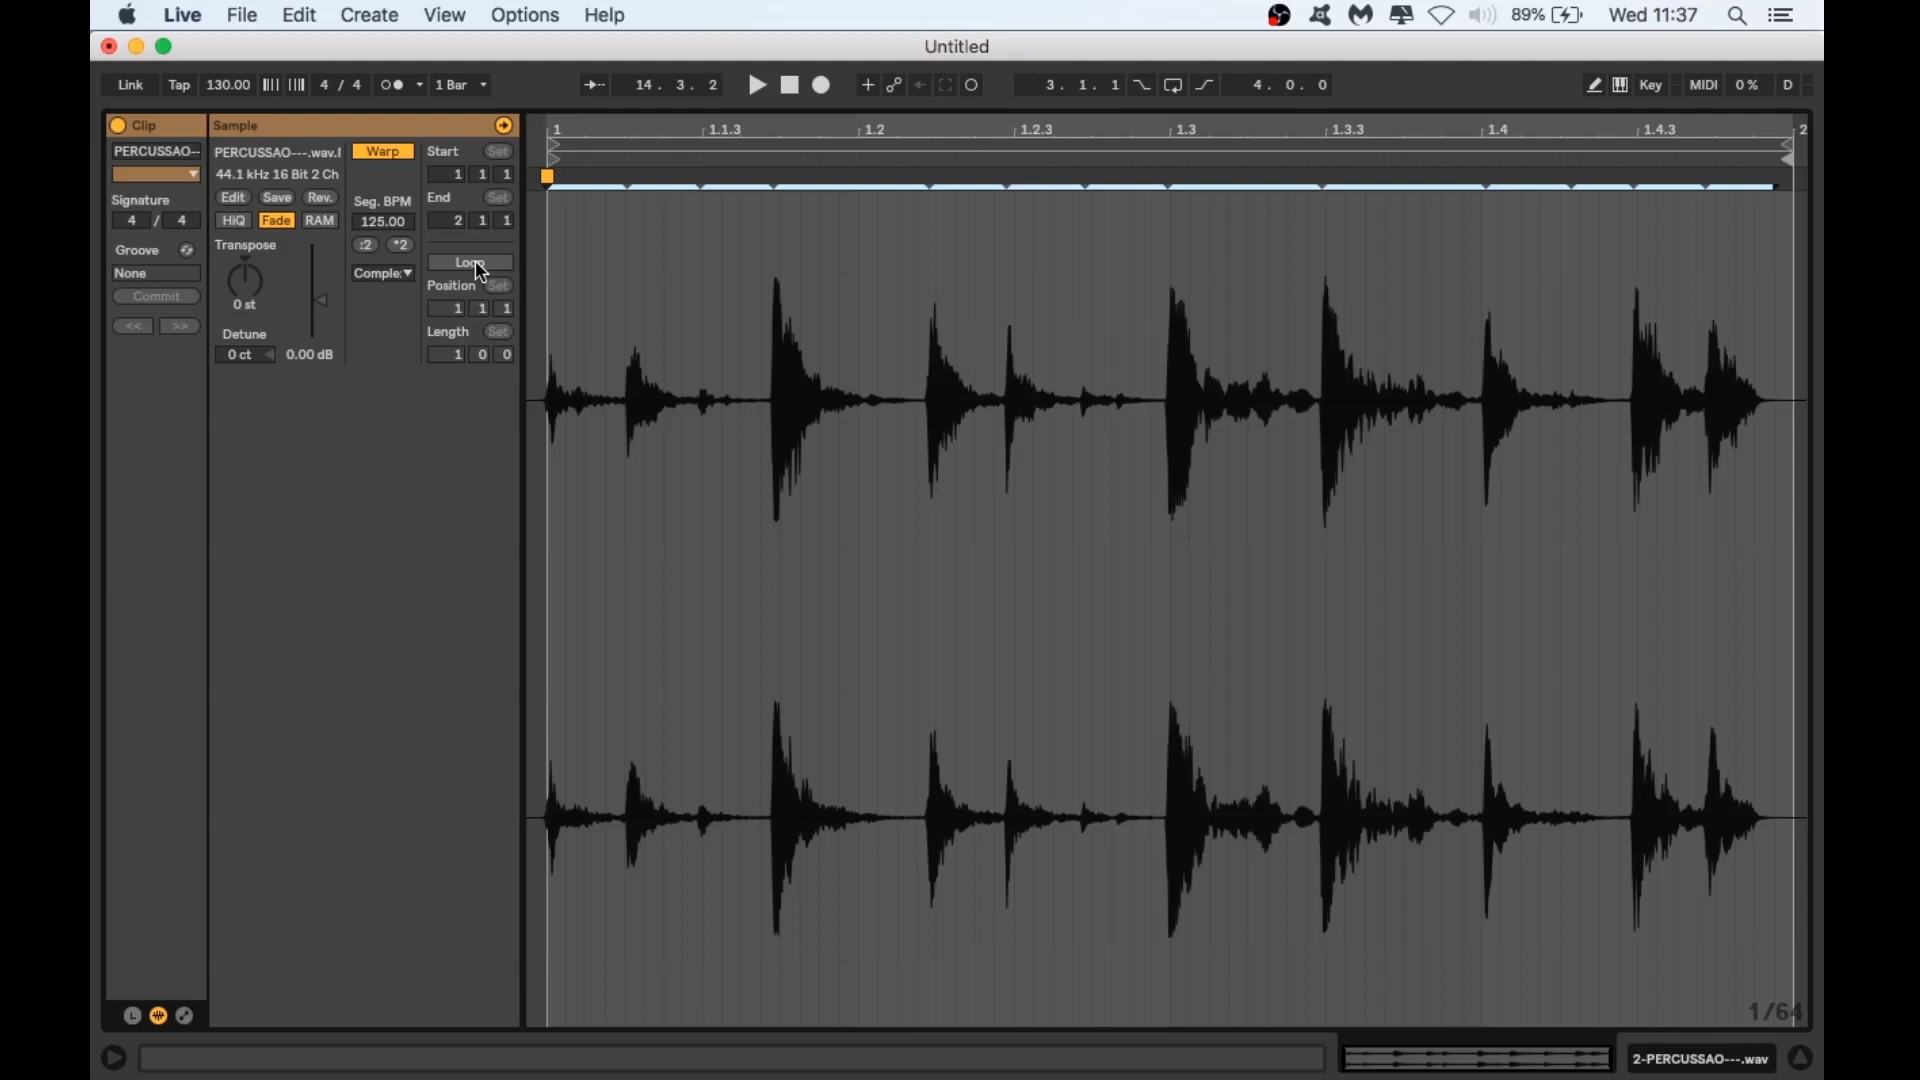 Live File Edit Create View Options Help 89% Wed 11:37
Untitled
Link Tap 130.00 4 / 4 1 Bar 14. 3. 2 3. 1. 1 4. 0. 0 Key MIDI 0% D
Clip Sample 1 1.1.3 1.2 1.2.3 1.3 1.3.3 1.4 1.4.3 2
PERCUSSAO-- PERCUSSAO---.wav.l Warp Start Set
44.1 kHz 16 Bit 2 Ch 1 1 1
Signature Edit Save Rev. Seg. BPM End Set
4 / 4 HiQ Fade RAM 125.00 2 1 1
Groove Transpose :2 *2
None Comple: Loop
Commit 0 st Position Set
<< >> 1 1 1
Detune Length Set
0 ct 0.00 dB 1 0 0
1/64
L
2-PERCUSSAO---.wav